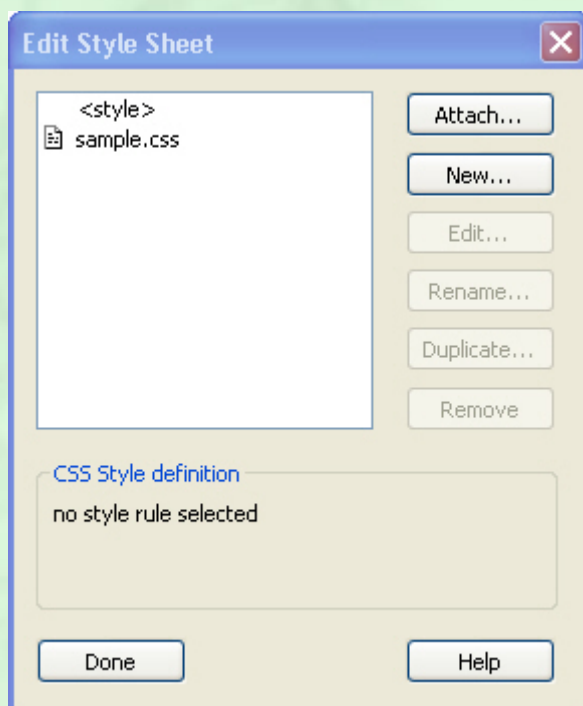 Edit Style Sheet
<style>
sample.css
Attach...
New...
Edit...
Rename...
Duplicate...
Remove
CSS Style definition
no style rule selected
Done
Help